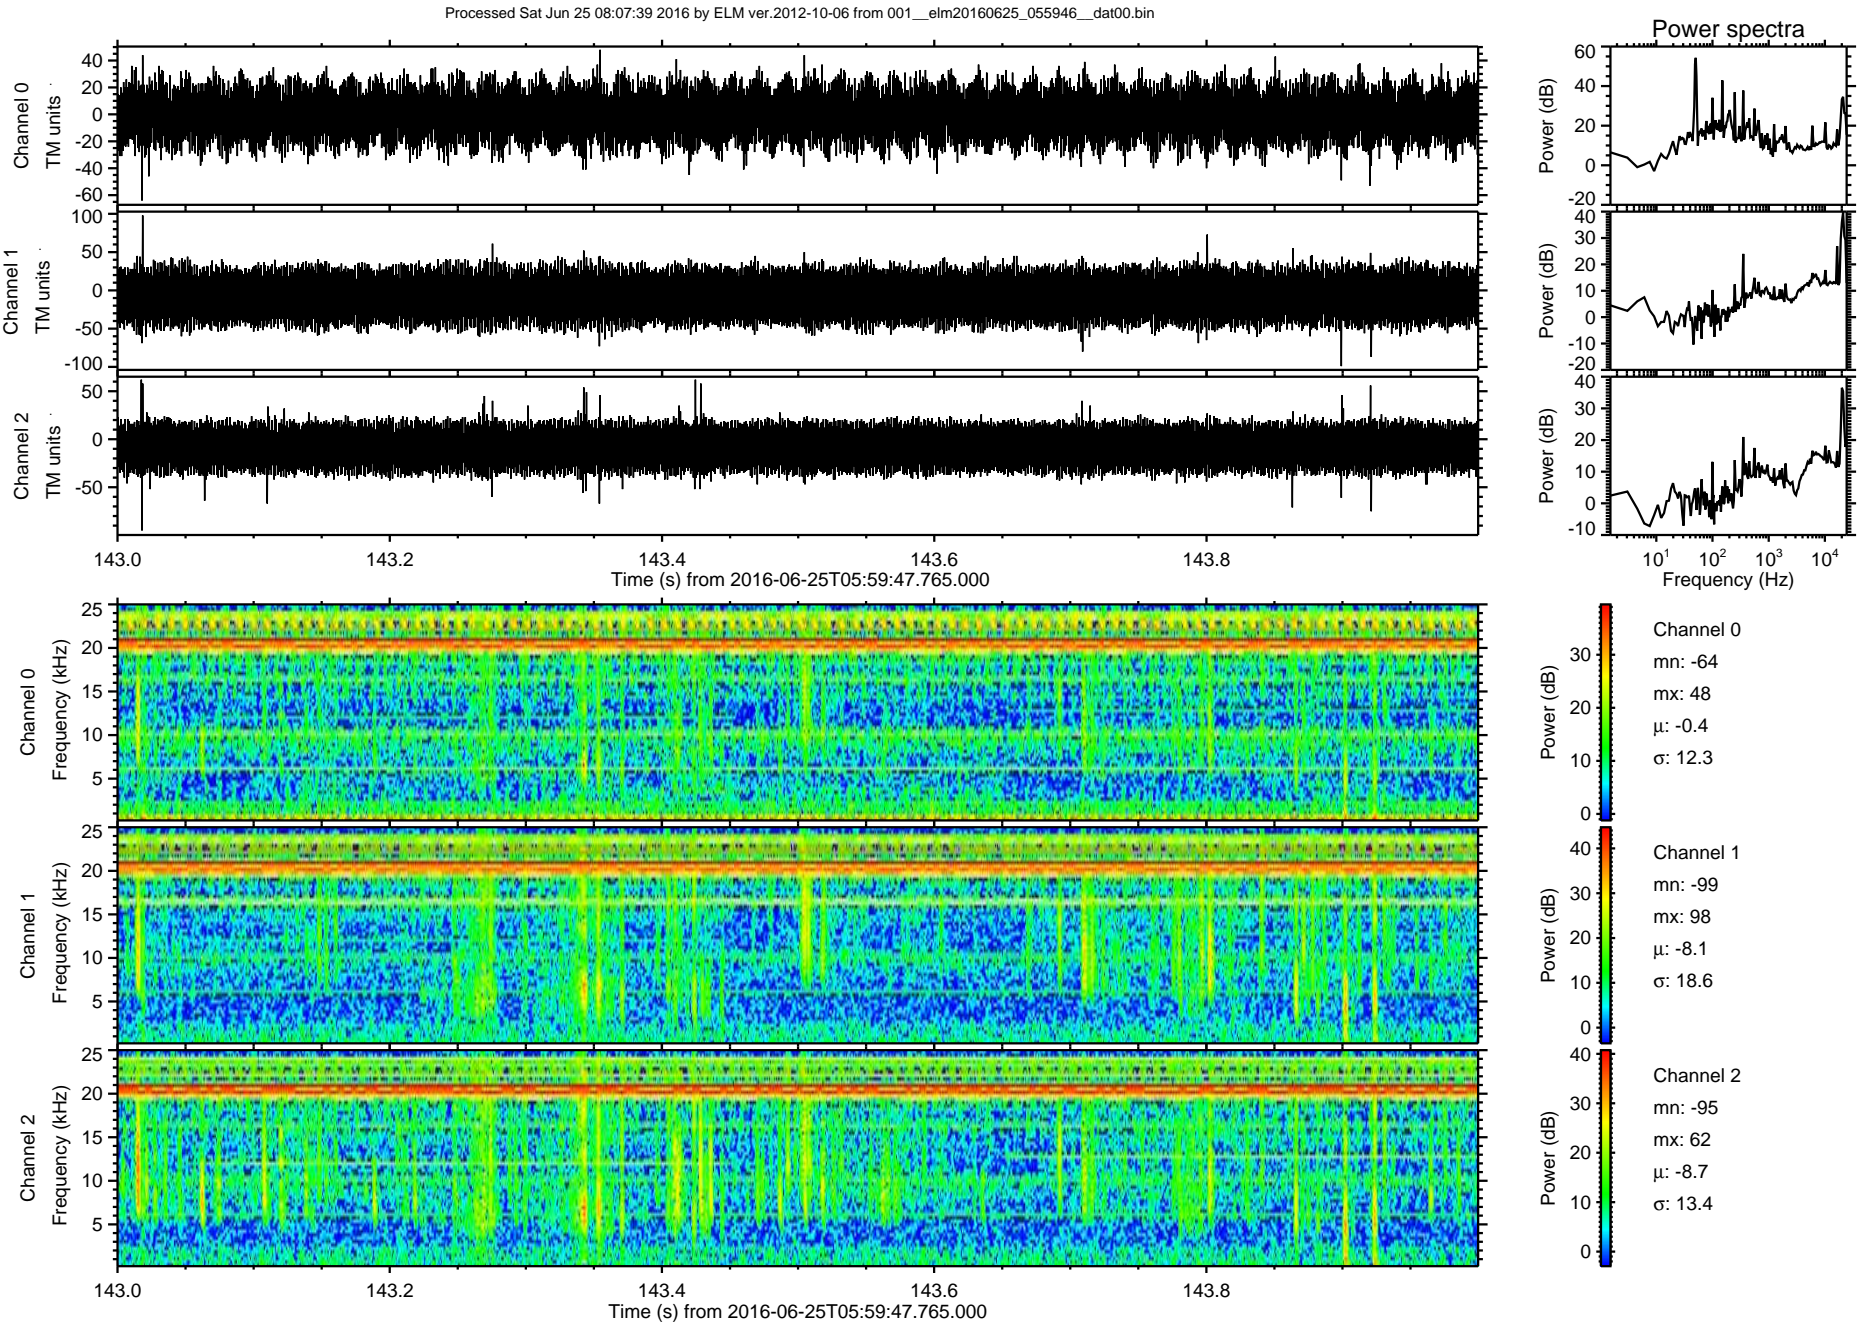 Processed Sat Jun 25 08:07:39 2016 by ELM ver.2012-10-06 from 001__elm20160625_055946__dat00.bin
Power spectra
Channel 0
TM units
40
20
0
-20
-40
-60
Power (dB)
60
40
20
0
-20
Channel 1
TM units
100
50
0
-50
-100
Power (dB)
40
30
20
10
0
-10
-20
Channel 2
TM units
50
0
-50
Power (dB)
40
30
20
10
0
-10
143.0 143.2 143.4 143.6 143.8
Time (s) from 2016-06-25T05:59:47.765.000
10^1 10^2 10^3 10^4
Frequency (Hz)
Channel 0
Frequency (kHz)
25
20
15
10
5
Power (dB)
30
20
10
0
Channel 0
mn: -64
mx: 48
μ: -0.4
σ: 12.3
Channel 1
Frequency (kHz)
25
20
15
10
5
Power (dB)
40
30
20
10
0
Channel 1
mn: -99
mx: 98
μ: -8.1
σ: 18.6
Channel 2
Frequency (kHz)
25
20
15
10
5
Power (dB)
40
30
20
10
0
Channel 2
mn: -95
mx: 62
μ: -8.7
σ: 13.4
143.0 143.2 143.4 143.6 143.8
Time (s) from 2016-06-25T05:59:47.765.000